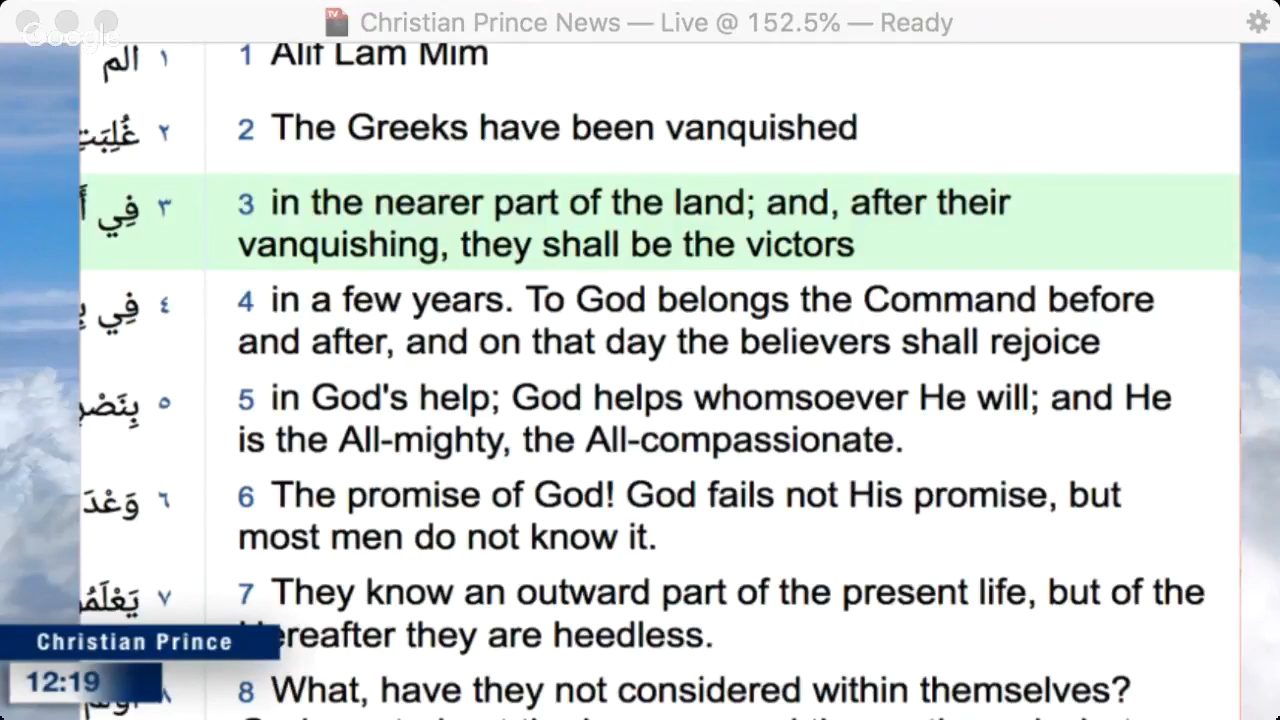 Christian Prince News — Live @ 152.5% — Ready
Google
الم ١ 1 Alif Lam Mim
٢ 2 The Greeks have been vanquished
فِي ٣ 3 in the nearer part of the land; and, after their
vanquishing, they shall be the victors
فِي ٤ 4 in a few years. To God belongs the Command before
and after, and on that day the believers shall rejoice
٥ 5 in God's help; God helps whomsoever He will; and He
is the All-mighty, the All-compassionate.
وَعْدَ ٦ 6 The promise of God! God fails not His promise, but
most men do not know it.
٧ 7 They know an outward part of the present life, but of the
Hereafter they are heedless.
Christian Prince
12:19
٨ 8 What, have they not considered within themselves?